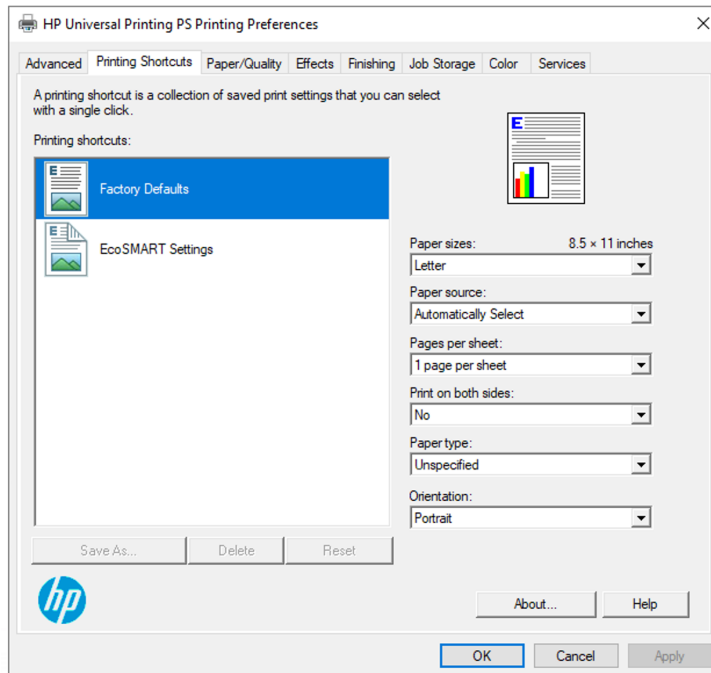 HP Universal Printing PS Printing Preferences
Advanced Printing Shortcuts Paper/Quality Effects Finishing Job Storage Color Services
A printing shortcut is a collection of saved print settings that you can select
with a single click.
Printing shortcuts:
E
Factory Defaults
E
EcoSMART Settings
E
Paper sizes: 8.5 × 11 inches
Letter
Paper source:
Automatically Select
Pages per sheet:
1 page per sheet
Print on both sides:
No
Paper type:
Unspecified
Orientation:
Portrait
Save As... Delete Reset
hp
About... Help
OK Cancel Apply